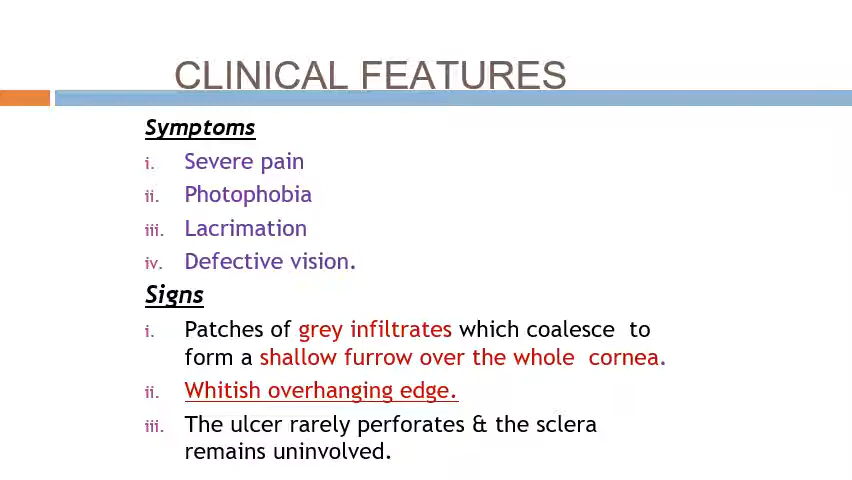 CLINICAL FEATURES
Symptoms
i. Severe pain
ii. Photophobia
iii. Lacrimation
iv. Defective vision.
Signs
i. Patches of grey infiltrates which coalesce to
form a shallow furrow over the whole cornea.
ii. Whitish overhanging edge.
iii. The ulcer rarely perforates & the sclera
remains uninvolved.